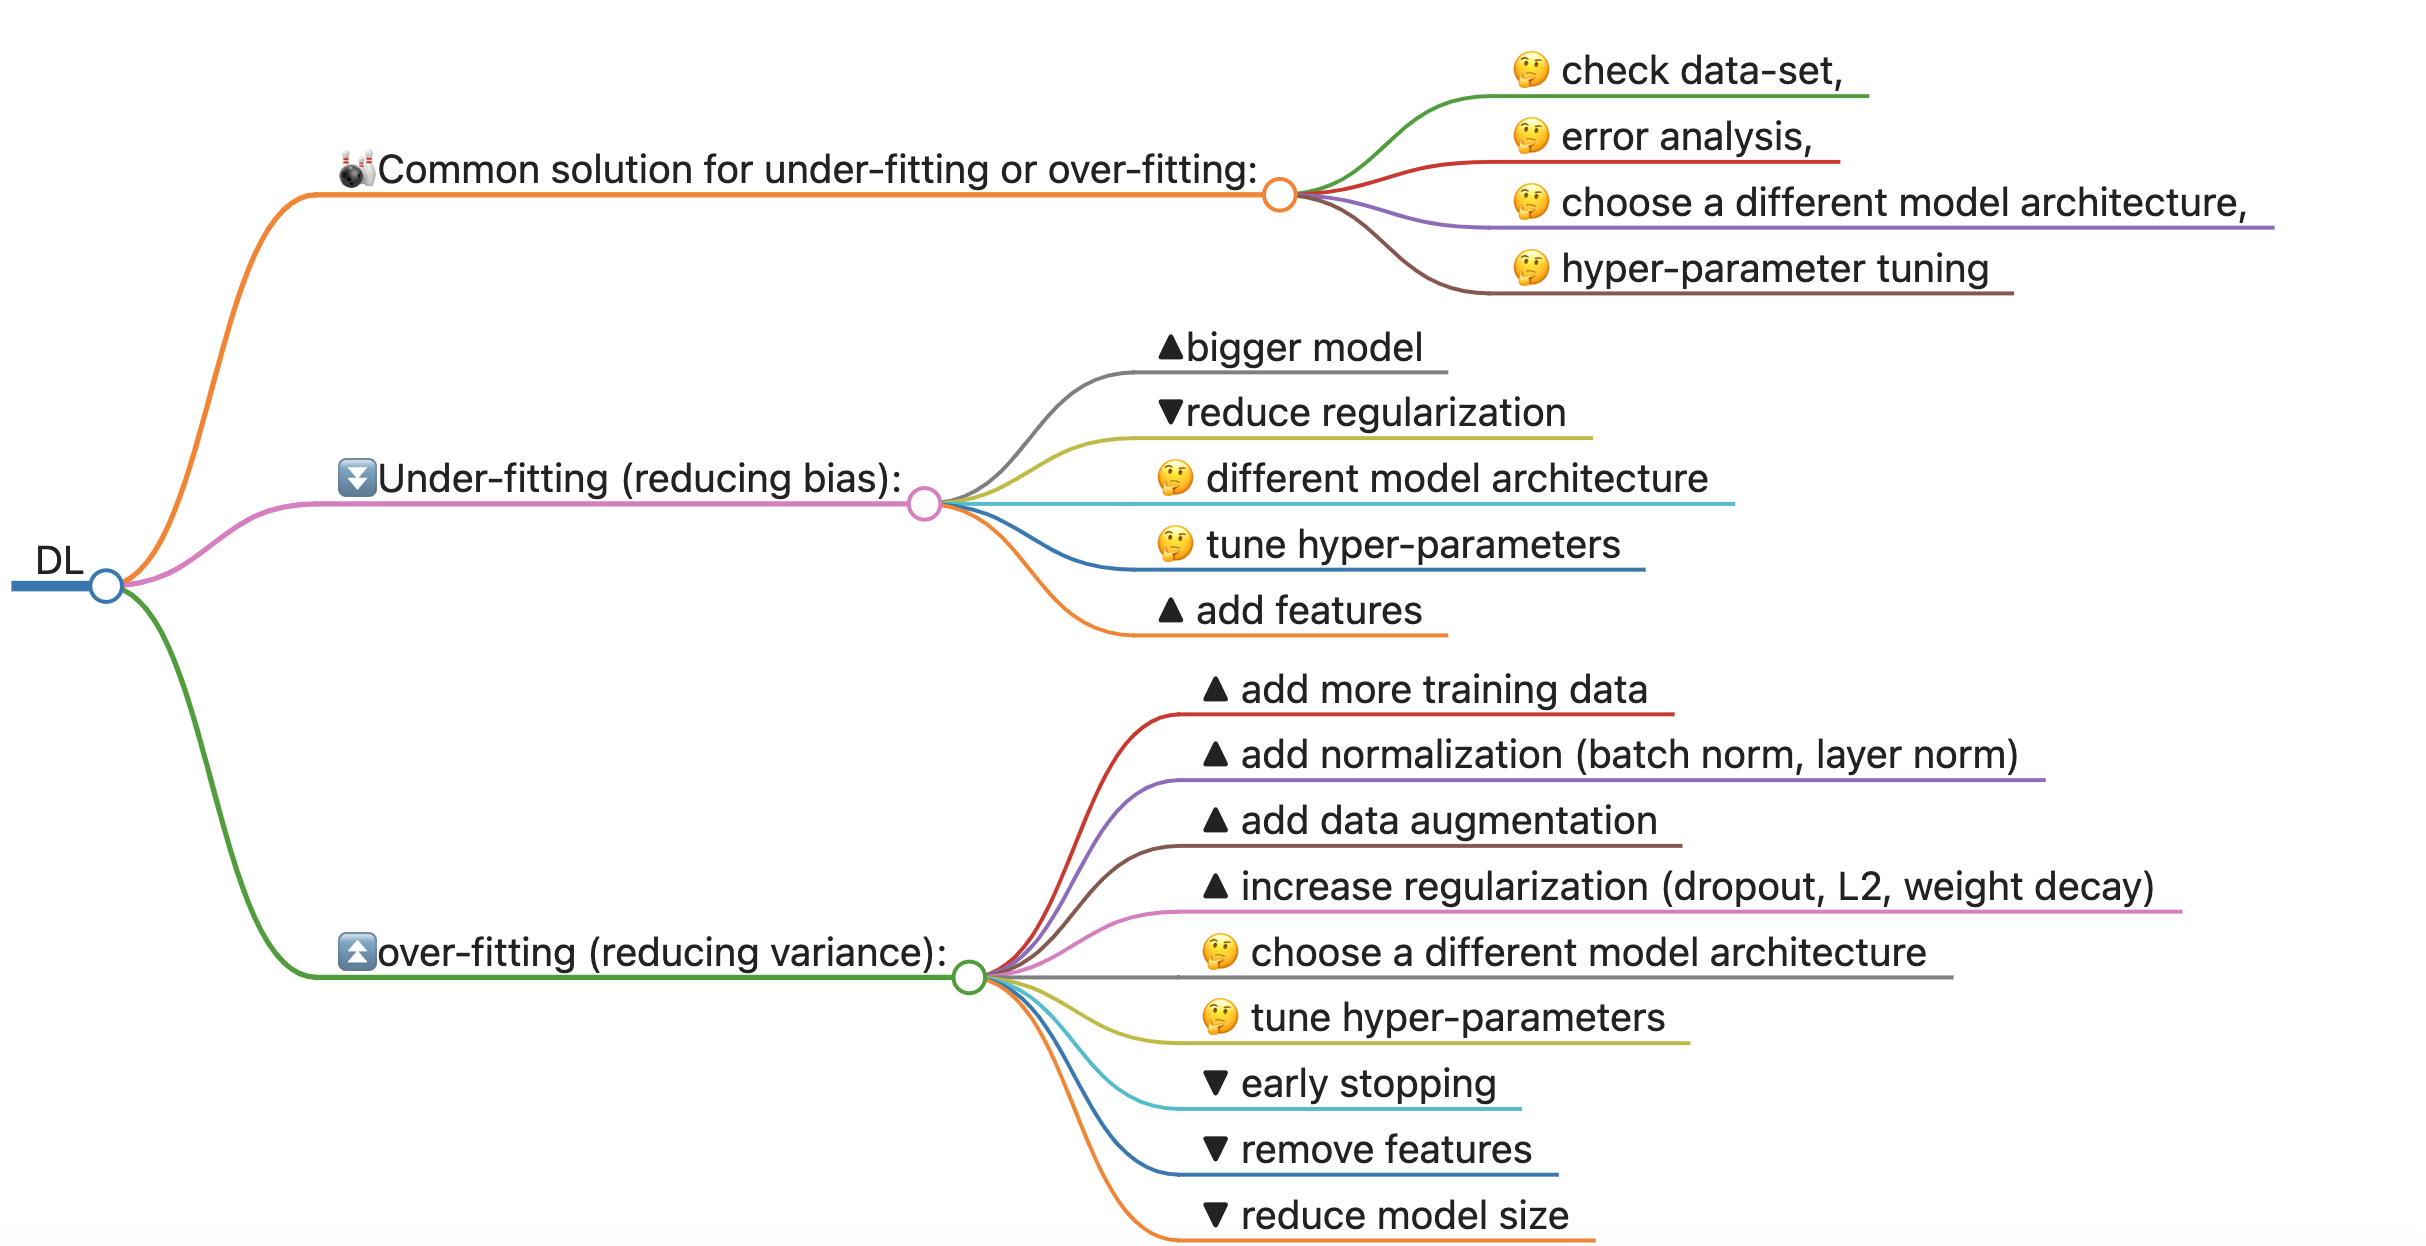 DL
🎳Common solution for under-fitting or over-fitting:
🤔 check data-set,
🤔 error analysis,
🤔 choose a different model architecture,
🤔 hyper-parameter tuning
⏬Under-fitting (reducing bias):
▲bigger model
▼reduce regularization
🤔 different model architecture
🤔 tune hyper-parameters
▲ add features
⏫over-fitting (reducing variance):
▲ add more training data
▲ add normalization (batch norm, layer norm)
▲ add data augmentation
▲ increase regularization (dropout, L2, weight decay)
🤔 choose a different model architecture
🤔 tune hyper-parameters
▼ early stopping
▼ remove features
▼ reduce model size